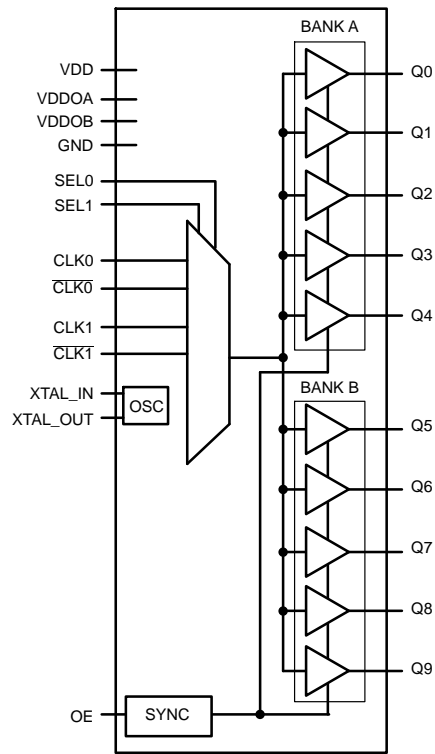 BANK A
VDD
Q0
VDDOA
VDDOB
Q1
GND
SEL0
Q2
SEL1
CLK0
Q3
CLK0
CLK1
Q4
CLK1
XTAL_IN
BANK B
OSC
XTAL_OUT
Q5
Q6
Q7
Q8
Q9
OE
SYNC